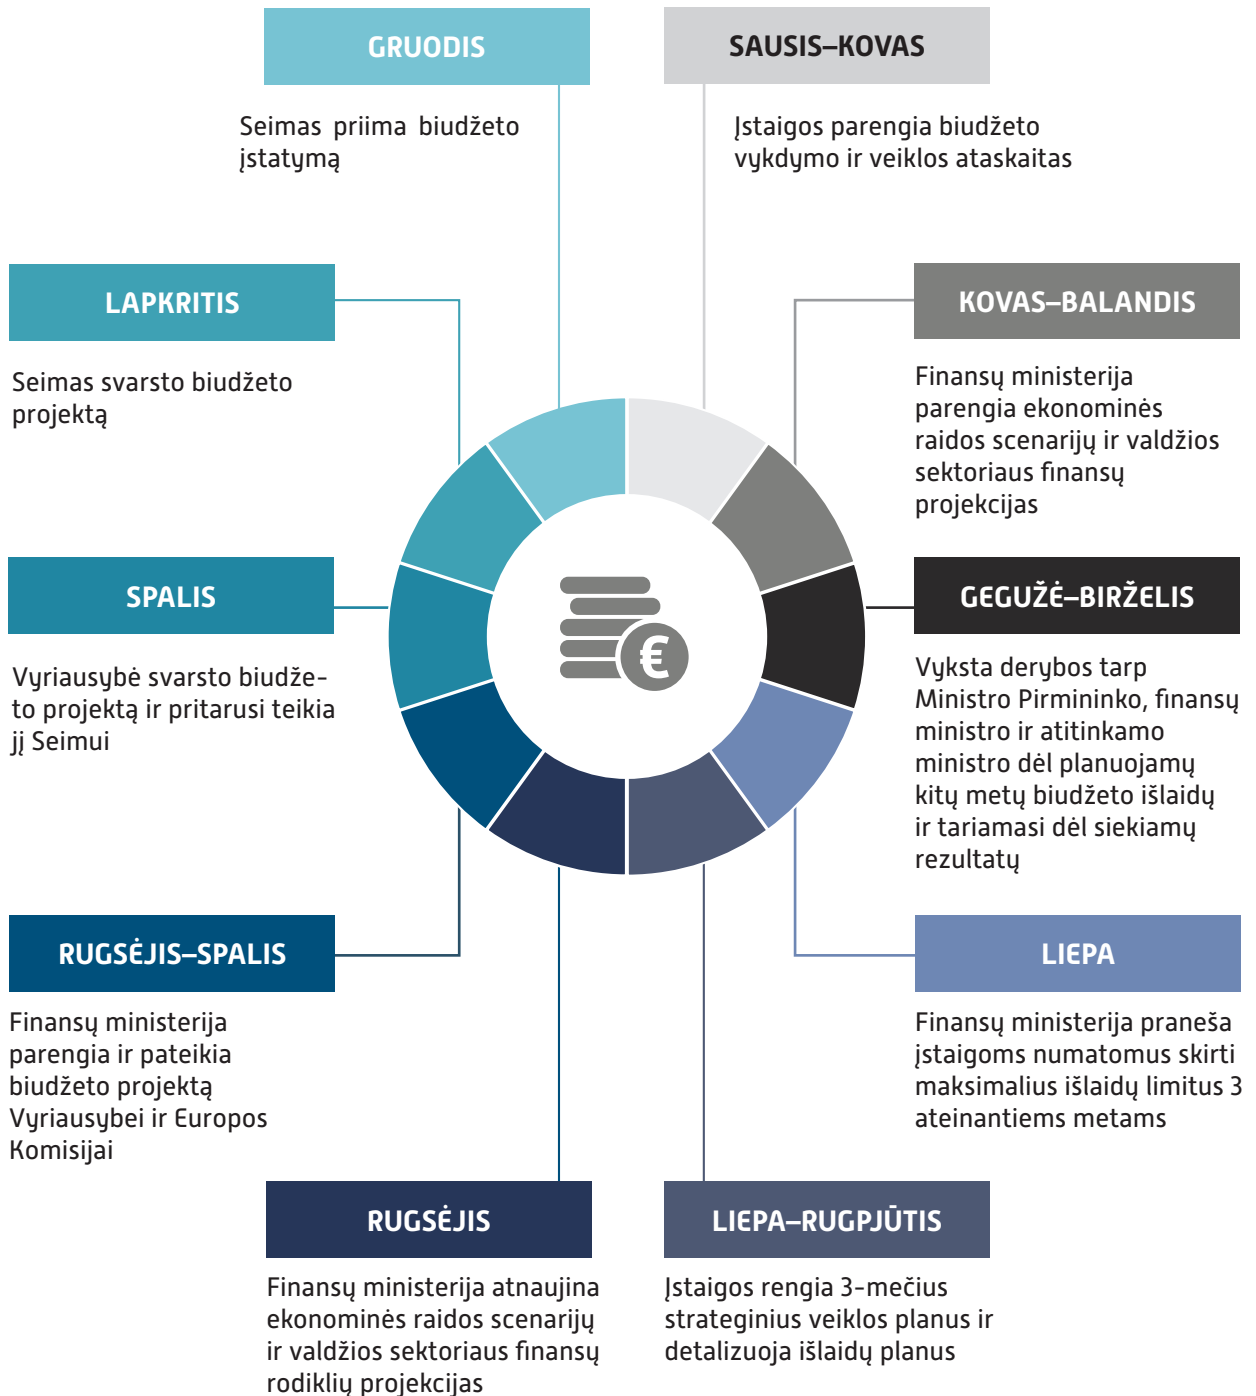 GRUODIS
Seimas priima biudžeto
įstatymą
SAUSIS–KOVAS
Įstaigos parengia biudžeto
vykdymo ir veiklos ataskaitas
KOVAS–BALANDIS
Finansų ministerija
parengia ekonominės
raidos scenarijų ir valdžios
sektoriaus finansų
projekcijas
GEGUŽĖ–BIRŽELIS
Vyksta derybos tarp
Ministro Pirmininko, finansų
ministro ir atitinkamo
ministro dėl planuojamų
kitų metų biudžeto išlaidų
ir tariamasi dėl siekiamų
rezultatų
LIEPA
Finansų ministerija praneša
įstaigoms numatomus skirti
maksimalius išlaidų limitus 3
ateinantiems metams
LIEPA–RUGPJŪTIS
Įstaigos rengia 3-mečius
strateginius veiklos planus ir
detalizuoja išlaidų planus
RUGSĖJIS
Finansų ministerija atnaujina
ekonominės raidos scenarijų
ir valdžios sektoriaus finansų
rodiklių projekcijas
RUGSĖJIS–SPALIS
Finansų ministerija
parengia ir pateikia
biudžeto projektą
Vyriausybei ir Europos
Komisijai
SPALIS
Vyriausybė svarsto biudže-
to projektą ir pritarusi teikia
jį Seimui
LAPKRITIS
Seimas svarsto biudžeto
projektą
€